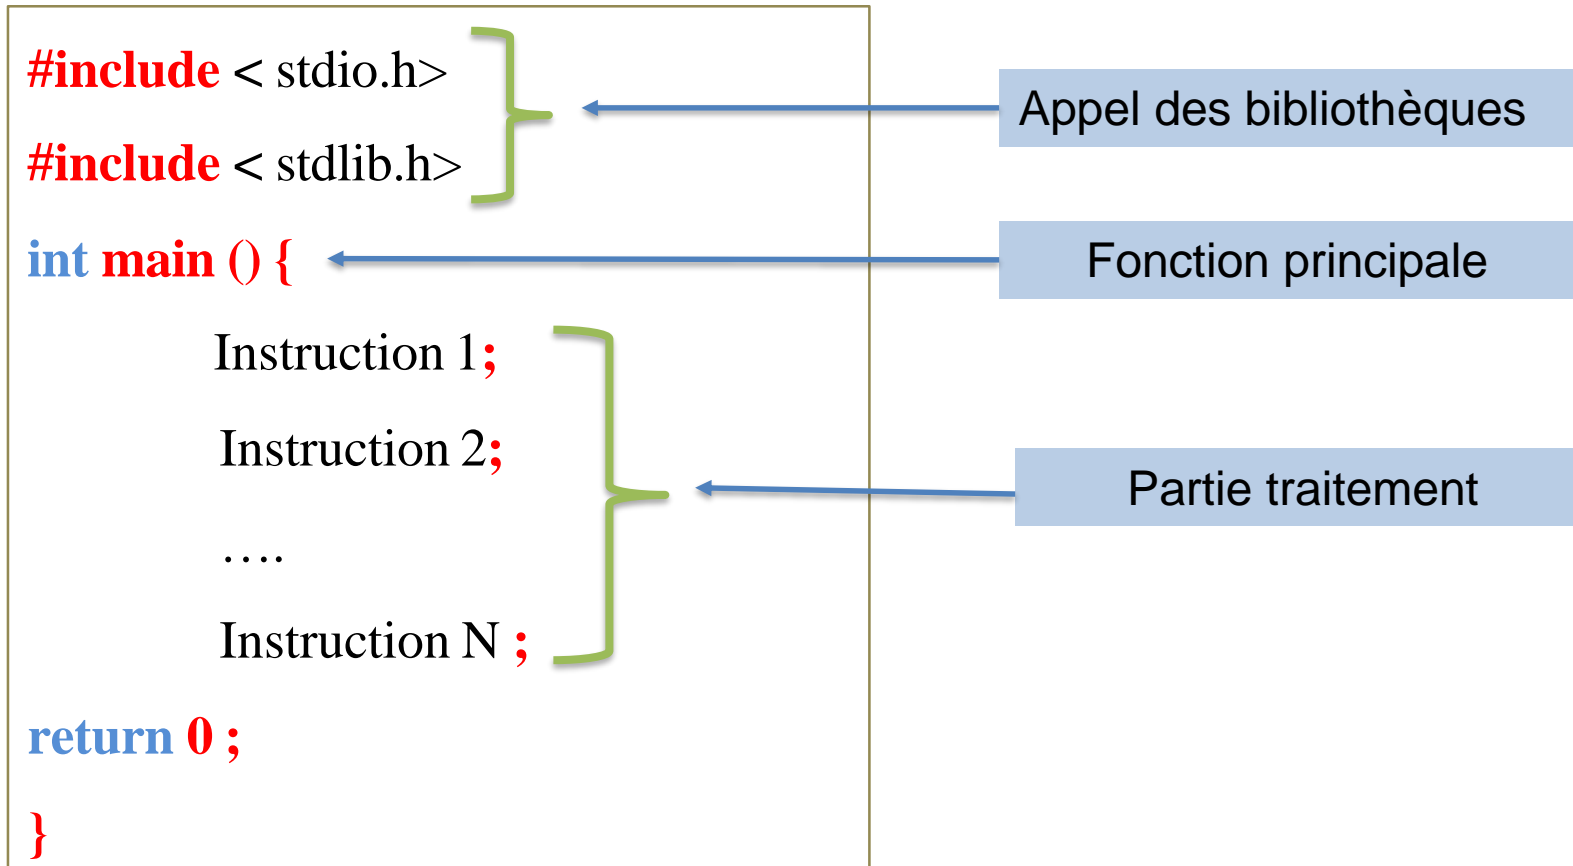 #include < stdio.h>
#include < stdlib.h>
Appel des bibliothèques
int main () {
Fonction principale
Instruction 1;
Instruction 2;
….
Instruction N ;
Partie traitement
return 0 ;
}